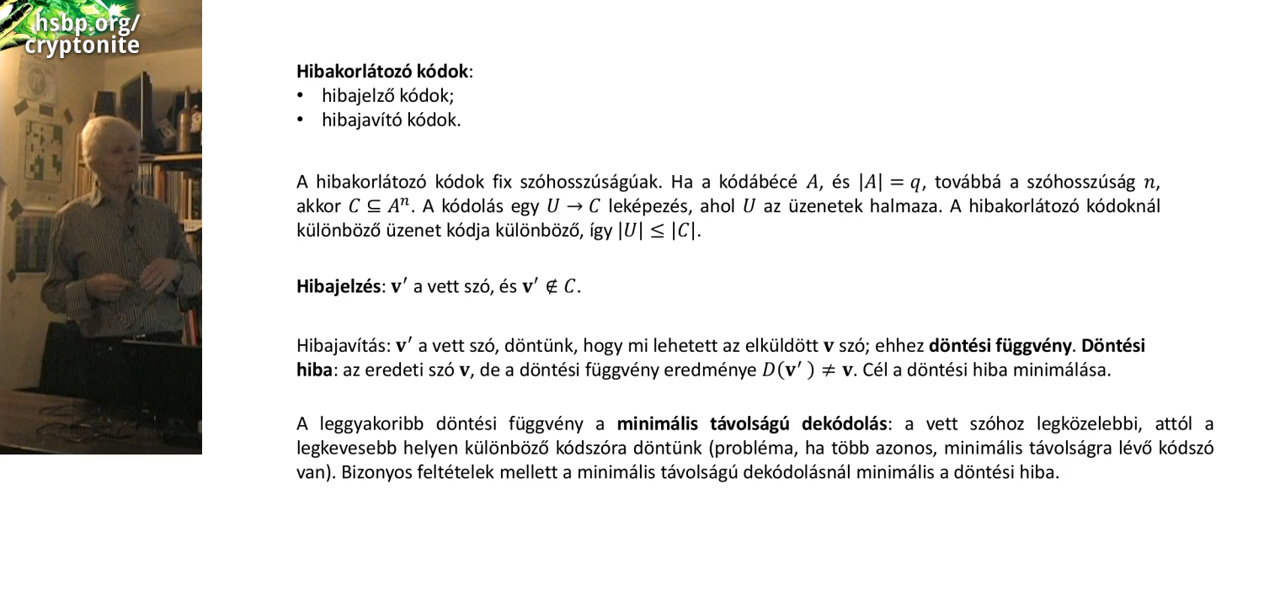 hsbp.org/
cryptonite
Hibakorlátozó kódok:
• hibajelző kódok;
• hibajavító kódok.
A hibakorlátozó kódok fix szóhosszúságúak. Ha a kódábécé A, és |A| = q, továbbá a szóhosszúság n,
akkor C ⊆ Aⁿ. A kódolás egy U → C leképezés, ahol U az üzenetek halmaza. A hibakorlátozó kódoknál
különböző üzenet kódja különböző, így |U| ≤ |C|.
Hibajelzés: v′ a vett szó, és v′ ∉ C.
Hibajavítás: v′ a vett szó, döntünk, hogy mi lehetett az elküldött v szó; ehhez döntési függvény. Döntési
hiba: az eredeti szó v, de a döntési függvény eredménye D(v′ ) ≠ v. Cél a döntési hiba minimálása.
A leggyakoribb döntési függvény a minimális távolságú dekódolás: a vett szóhoz legközelebbi, attól a
legkevesebb helyen különböző kódszóra döntünk (probléma, ha több azonos, minimális távolságra lévő kódszó
van). Bizonyos feltételek mellett a minimális távolságú dekódolásnál minimális a döntési hiba.